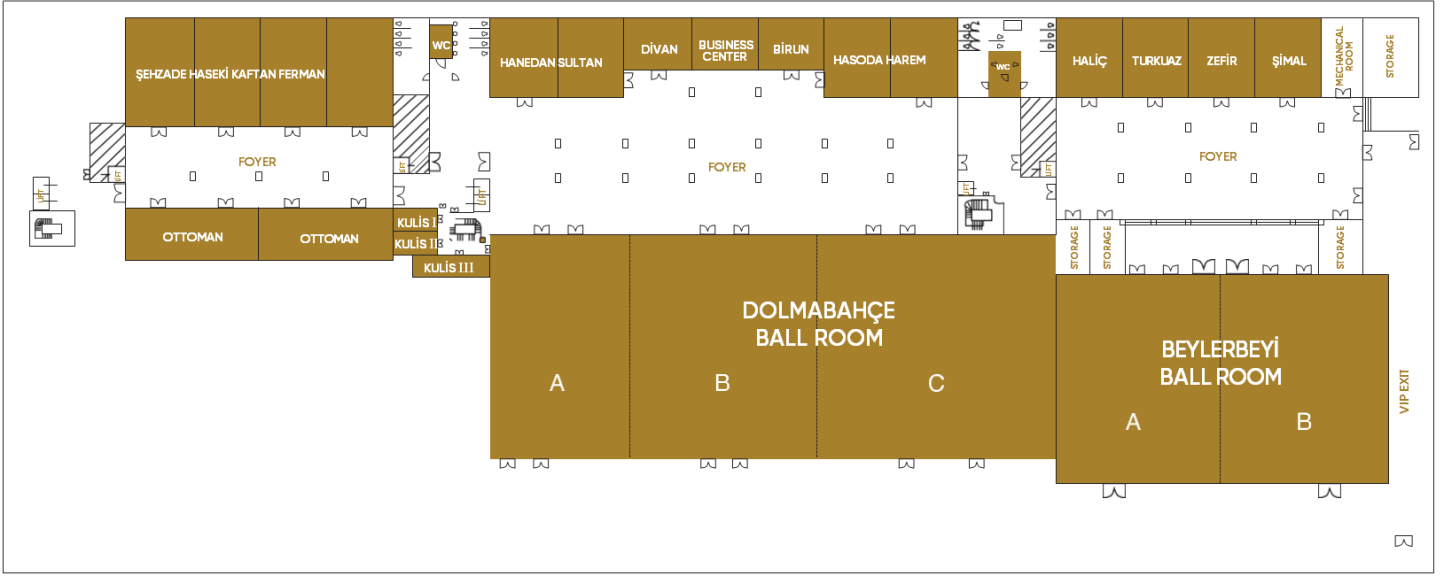 ŞEHZADE HASEKİ KAFTAN FERMAN
WC
HANEDAN SULTAN
DİVAN
BUSINESS
CENTER
BIRUN
HASODA HAREM
WC
HALİÇ
TURKUAZ
ZEFİR
ŞİMAL
MECHANICAL
ROOM
STORAGE
FOYER
FOYER
FOYER
LIFT
LIFT
LIFT
LIFT
LIFT
LIFT
OTTOMAN
OTTOMAN
KULİS I
KULİS II
KULİS III
STORAGE
STORAGE
STORAGE
DOLMABAHÇE
BALL ROOM
A
B
C
BEYLERBEYİ
BALL ROOM
A
B
VIP EXIT